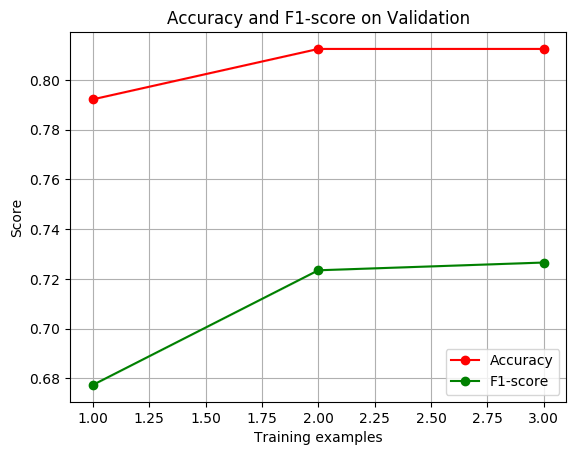 Accuracy and F1-score on Validation
Score
0.80
0.78
0.76
0.74
0.72
0.70
0.68
Accuracy
F1-score
1.00 1.25 1.50 1.75 2.00 2.25 2.50 2.75 3.00
Training examples